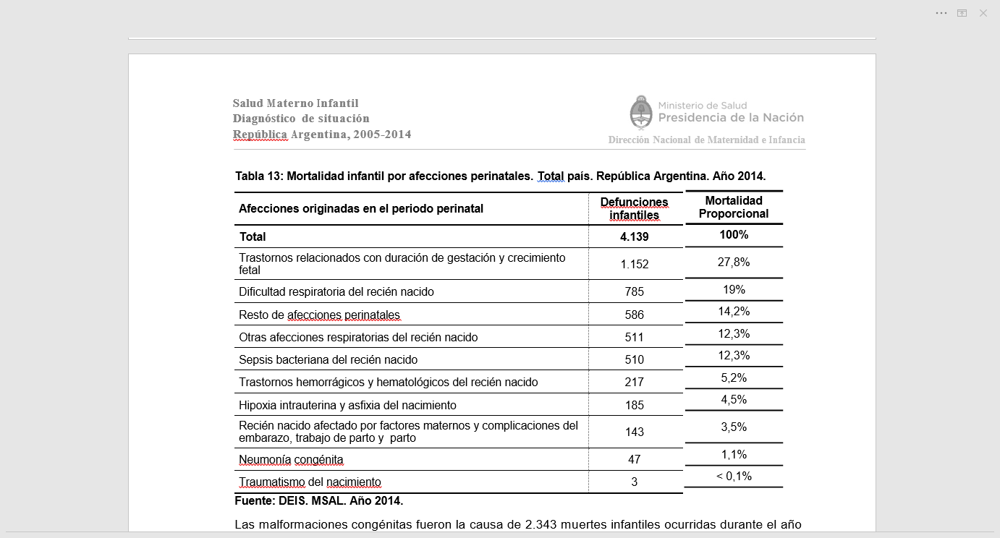 Salud Materno Infantil
Diagnóstico de situación
República Argentina, 2005-2014
Ministerio de Salud
Presidencia de la Nación
Dirección Nacional de Maternidad e Infancia
Tabla 13: Mortalidad infantil por afecciones perinatales. Total país. República Argentina. Año 2014.
Afecciones originadas en el periodo perinatal
Defunciones
infantiles
Mortalidad
Proporcional
Total 4.139 100%
Trastornos relacionados con duración de gestación y crecimiento
fetal
1.152 27,8%
Dificultad respiratoria del recién nacido 785 19%
Resto de afecciones perinatales 586 14,2%
Otras afecciones respiratorias del recién nacido 511 12,3%
Sepsis bacteriana del recién nacido 510 12,3%
Trastornos hemorrágicos y hematológicos del recién nacido 217 5,2%
Hipoxia intrauterina y asfixia del nacimiento 185 4,5%
Recién nacido afectado por factores maternos y complicaciones del
embarazo, trabajo de parto y parto
143 3,5%
Neumonía congénita 47 1,1%
Traumatismo del nacimiento 3 < 0,1%
Fuente: DEIS. MSAL. Año 2014.
Las malformaciones congénitas fueron la causa de 2.343 muertes infantiles ocurridas durante el año